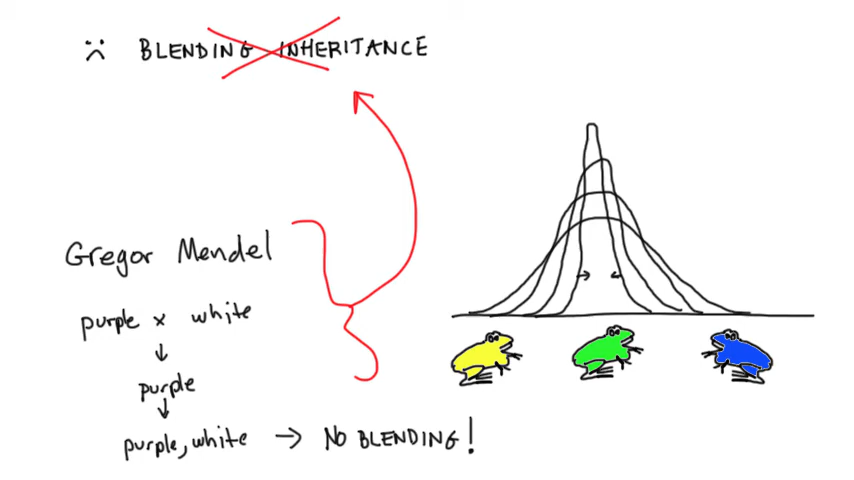 BLENDING INHERITANCE
Gregor Mendel
purple x white
↓
purple
↓
purple, white → NO BLENDING!